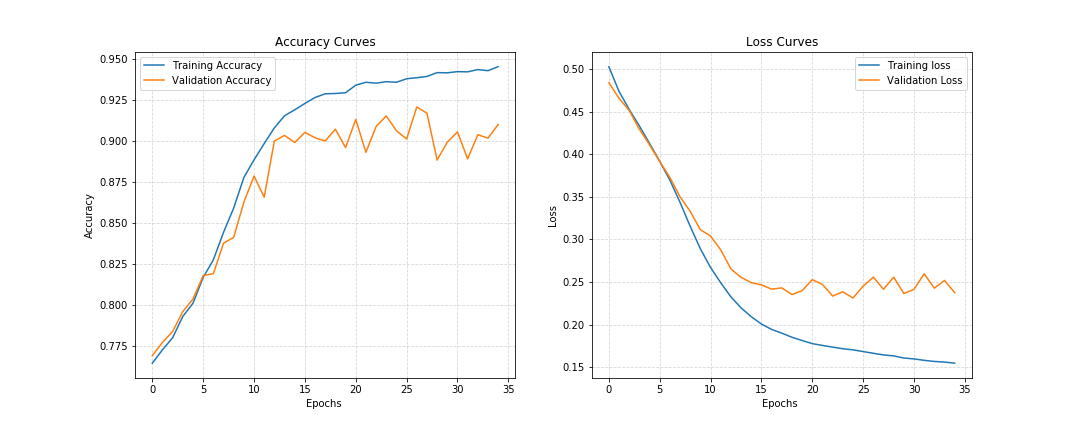 Accuracy Curves
Training Accuracy
Validation Accuracy
0.950
0.925
0.900
0.875
0.850
0.825
0.800
0.775
Accuracy
0 5 10 15 20 25 30 35
Epochs
Loss Curves
Training loss
Validation Loss
0.50
0.45
0.40
0.35
0.30
0.25
0.20
0.15
Loss
0 5 10 15 20 25 30 35
Epochs